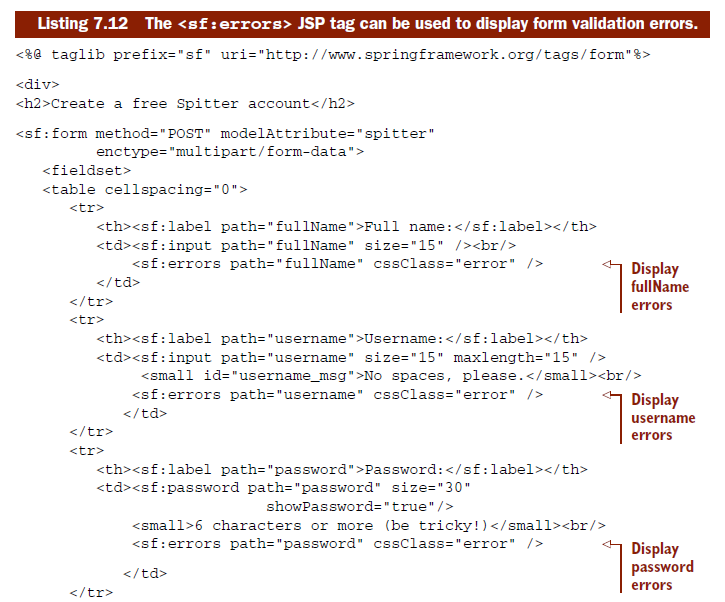 Listing 7.12 The <sf:errors> JSP tag can be used to display form validation errors.
<%@ taglib prefix="sf" uri="http://www.springframework.org/tags/form"%>
<div>
<h2>Create a free Spitter account</h2>
<sf:form method="POST" modelAttribute="spitter"
enctype="multipart/form-data">
<fieldset>
<table cellspacing="0">
<tr>
<th><sf:label path="fullName">Full name:</sf:label></th>
<td><sf:input path="fullName" size="15" /><br/>
<sf:errors path="fullName" cssClass="error" />
Display
fullName
errors
</td>
</tr>
<tr>
<th><sf:label path="username">Username:</sf:label></th>
<td><sf:input path="username" size="15" maxlength="15" />
<small id="username_msg">No spaces, please.</small><br/>
<sf:errors path="username" cssClass="error" />
Display
username
errors
</td>
</tr>
<tr>
<th><sf:label path="password">Password:</sf:label></th>
<td><sf:password path="password" size="30"
showPassword="true"/>
<small>6 characters or more (be tricky!)</small><br/>
<sf:errors path="password" cssClass="error" />
Display
password
errors
</td>
</tr>